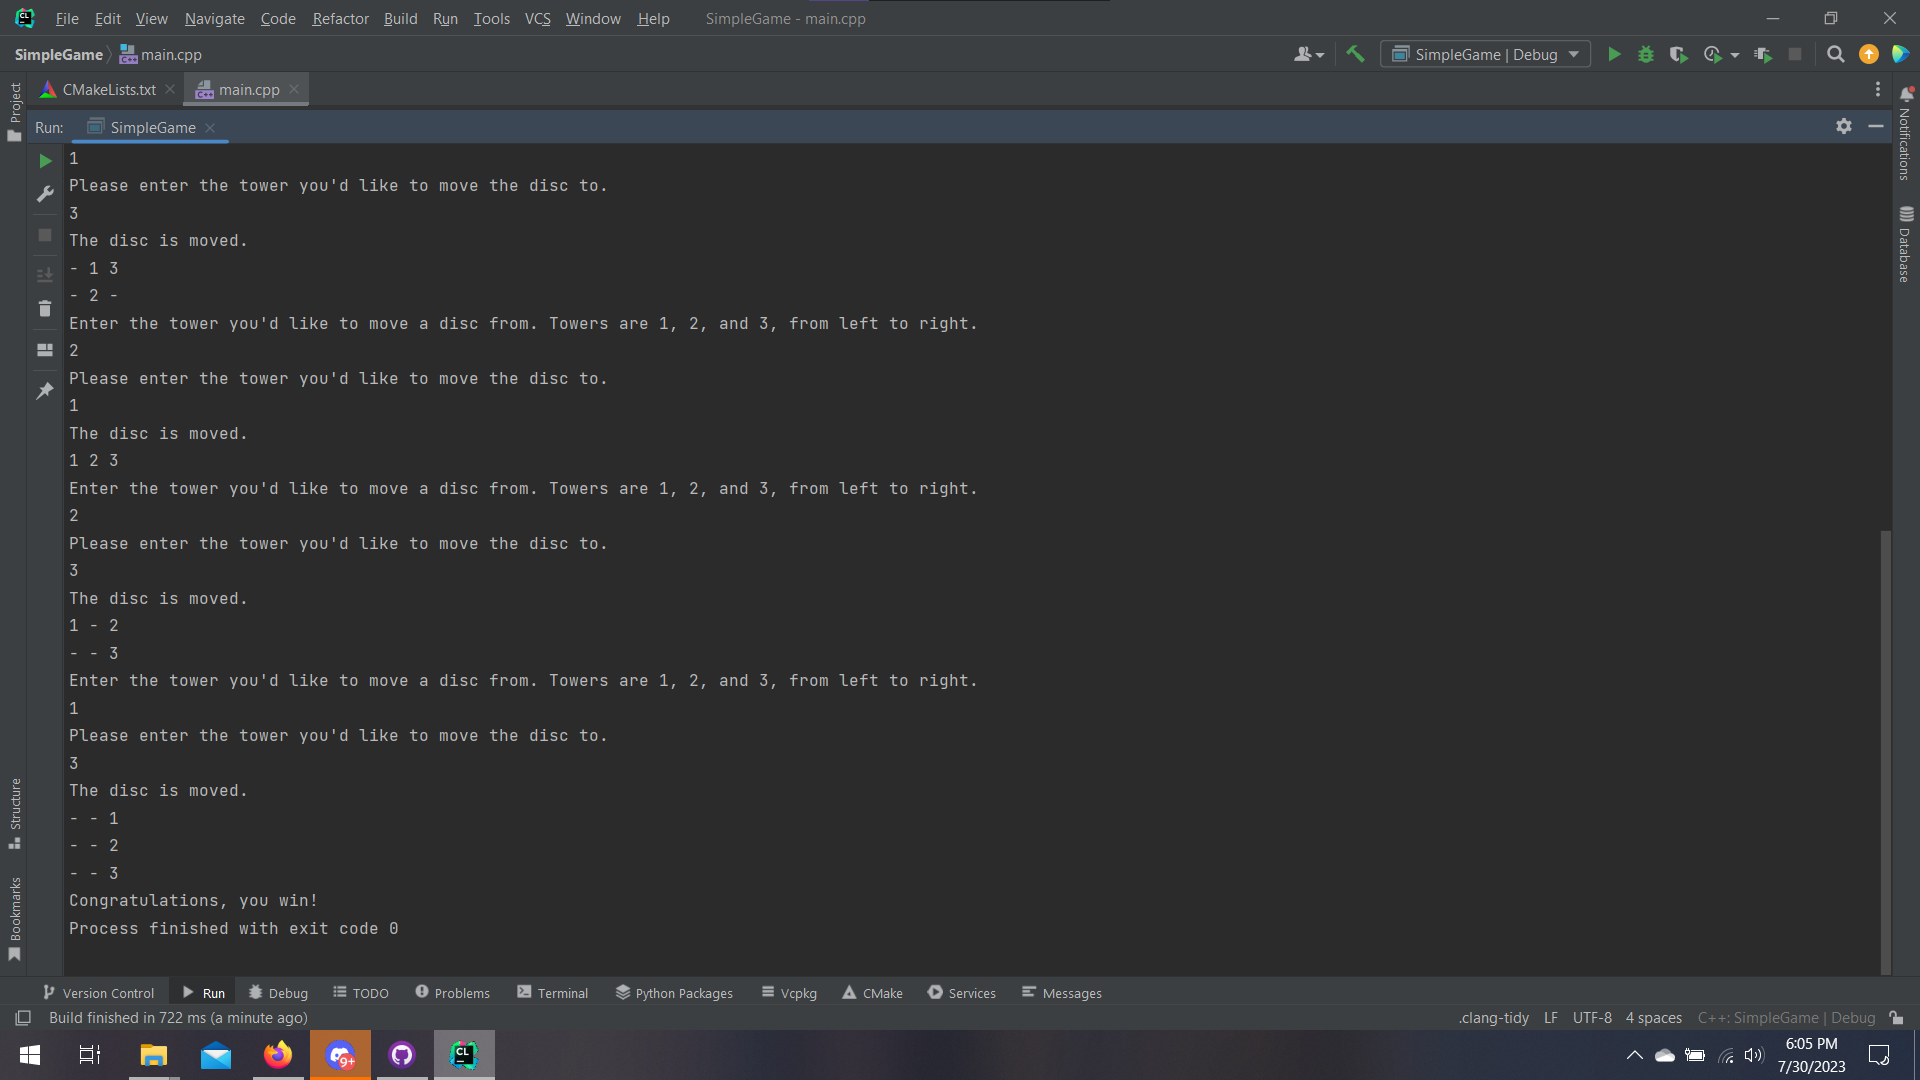 File Edit View Navigate Code Refactor Build Run Tools VCS Window Help SimpleGame - main.cpp
SimpleGame main.cpp SimpleGame | Debug
CMakeLists.txt main.cpp
Project
Notifications
Database
Structure
Bookmarks
Run: SimpleGame
1
Please enter the tower you'd like to move the disc to.
3
The disc is moved.
- 1 3
- 2 -
Enter the tower you'd like to move a disc from. Towers are 1, 2, and 3, from left to right.
2
Please enter the tower you'd like to move the disc to.
1
The disc is moved.
1 2 3
Enter the tower you'd like to move a disc from. Towers are 1, 2, and 3, from left to right.
2
Please enter the tower you'd like to move the disc to.
3
The disc is moved.
1 - 2
- - 3
Enter the tower you'd like to move a disc from. Towers are 1, 2, and 3, from left to right.
1
Please enter the tower you'd like to move the disc to.
3
The disc is moved.
- - 1
- - 2
- - 3
Congratulations, you win!
Process finished with exit code 0
Version Control Run Debug TODO Problems Terminal Python Packages Vcpkg CMake Services Messages
Build finished in 722 ms (a minute ago) .clang-tidy LF UTF-8 4 spaces C++: SimpleGame | Debug
CL 9+ CL 6:05 PM
7/30/2023